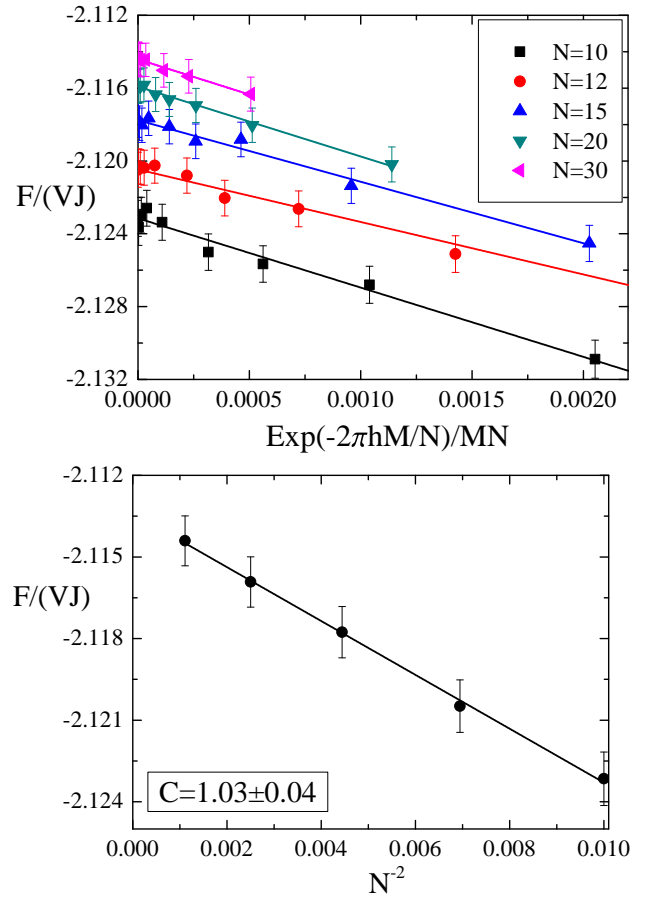 -2.112
-2.116
-2.120
-2.124
-2.128
-2.132
F/(VJ)
N=10
N=12
N=15
N=20
N=30
0.0000 0.0005 0.0010 0.0015 0.0020
Exp(-2πhM/N)/MN
-2.112
-2.115
-2.118
-2.121
-2.124
F/(VJ)
C=1.03±0.04
0.000 0.002 0.004 0.006 0.008 0.010
N⁻²